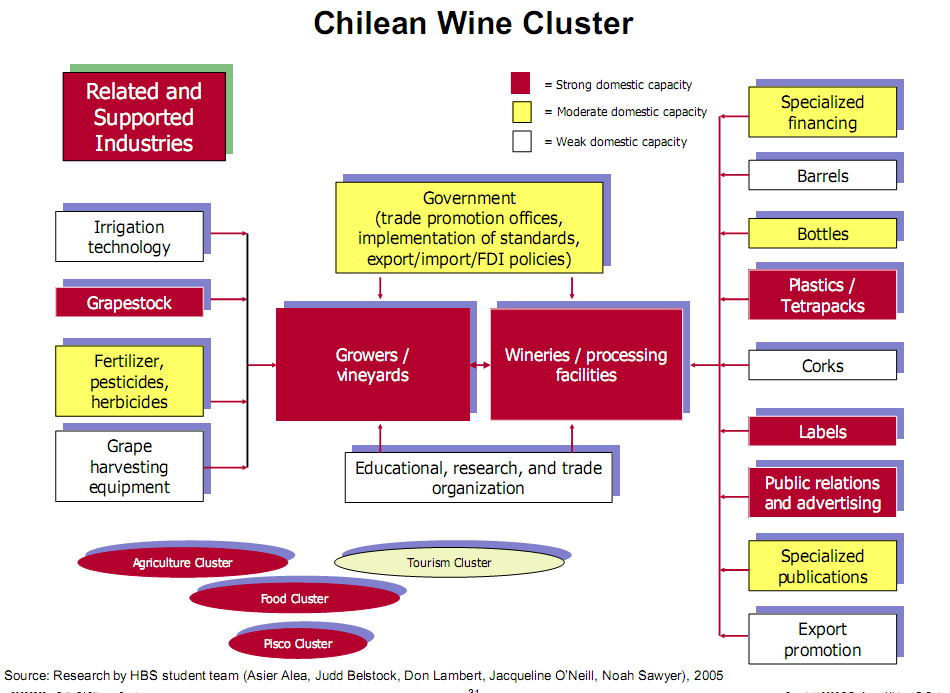 Chilean Wine Cluster
Related and
Supported
Industries
= Strong domestic capacity
= Moderate domestic capacity
= Weak domestic capacity
Government
(trade promotion offices,
implementation of standards,
export/import/FDI policies)
Irrigation
technology
Grapestock
Fertilizer,
pesticides,
herbicides
Grape
harvesting
equipment
Growers /
vineyards
Wineries / processing
facilities
Educational, research, and trade
organization
Specialized
financing
Barrels
Bottles
Plastics /
Tetrapacks
Corks
Labels
Public relations
and advertising
Specialized
publications
Export
promotion
Agriculture Cluster
Tourism Cluster
Food Cluster
Pisco Cluster
Source: Research by HBS student team (Asier Alea, Judd Belstock, Don Lambert, Jacqueline O'Neill, Noah Sawyer), 2005